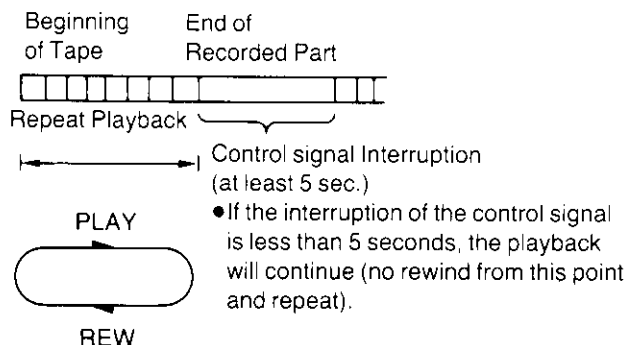 Beginning
of Tape
End of
Recorded Part
Repeat Playback
Control signal Interruption
(at least 5 sec.)
●If the interruption of the control signal
is less than 5 seconds, the playback
will continue (no rewind from this point
and repeat).
PLAY
REW